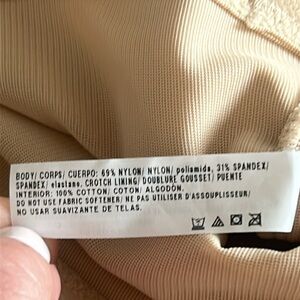 BODY/ CORPS/ CUERPO: 69% NYLON/ NYLON/ poliamida, 31% SPANDEX/
SPANDEX/ elastano. CROTCH LINING/ DOUBLURE GOUSSET/ PUENTE
INTERIOR: 100% COTTON/ COTON/ ALGODÓN.
DO NOT USE FABRIC SOFTENER/ NE PAS UTILISER D'ASSOUPLISSEUR/
NO USAR SUAVIZANTE DE TELAS.